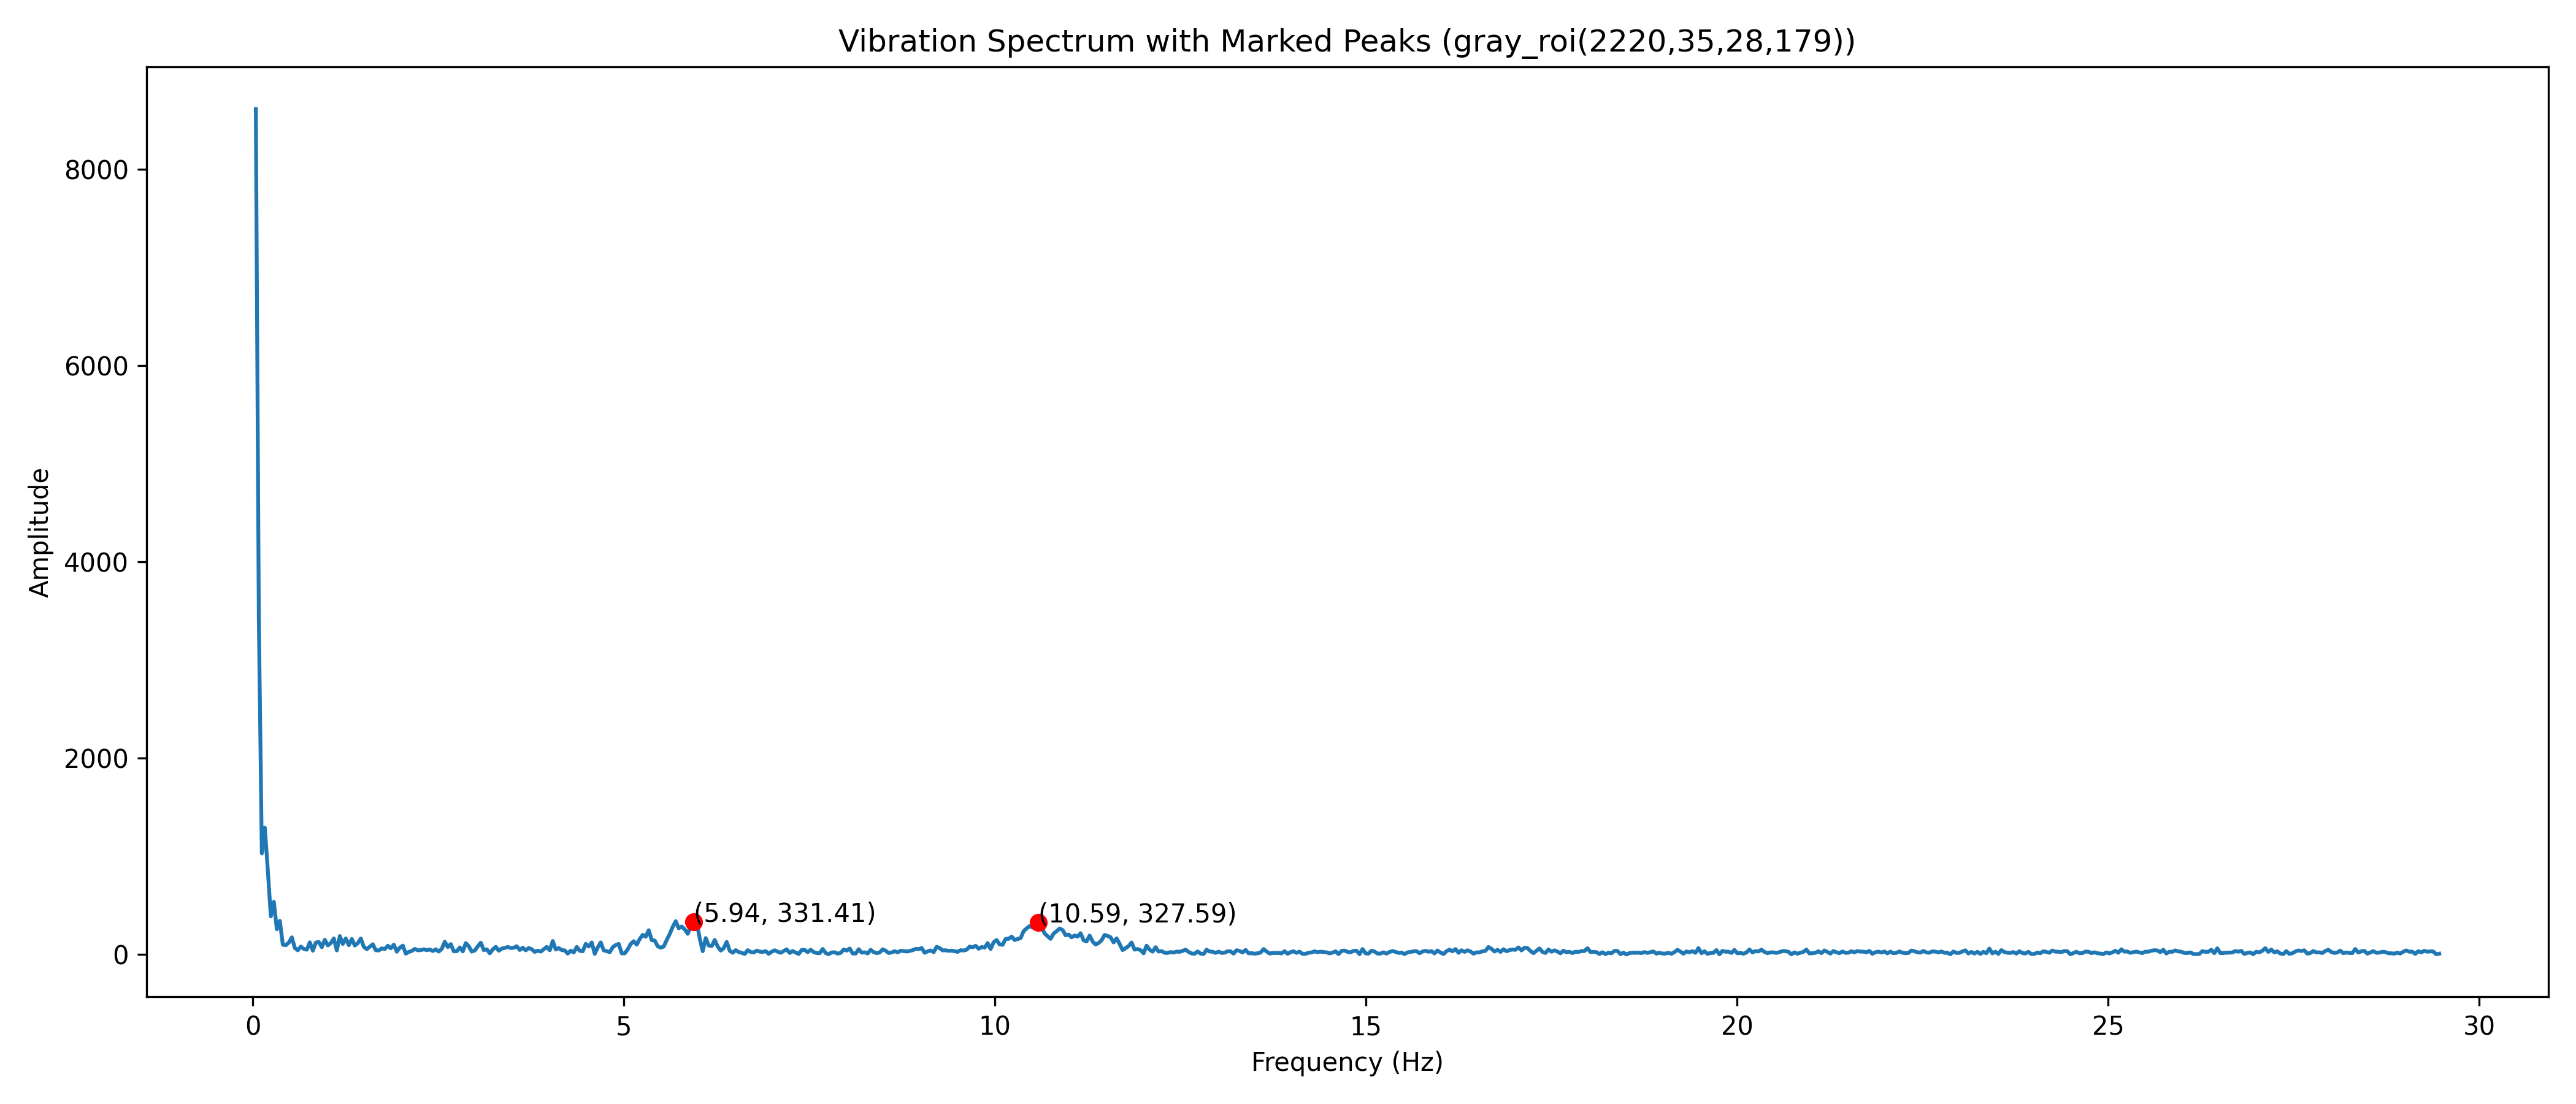 Vibration Spectrum with Marked Peaks (gray_roi(2220,35,28,179))
Amplitude
8000
6000
4000
2000
0
(5.94, 331.41)
(10.59, 327.59)
0 5 10 15 20 25 30
Frequency (Hz)